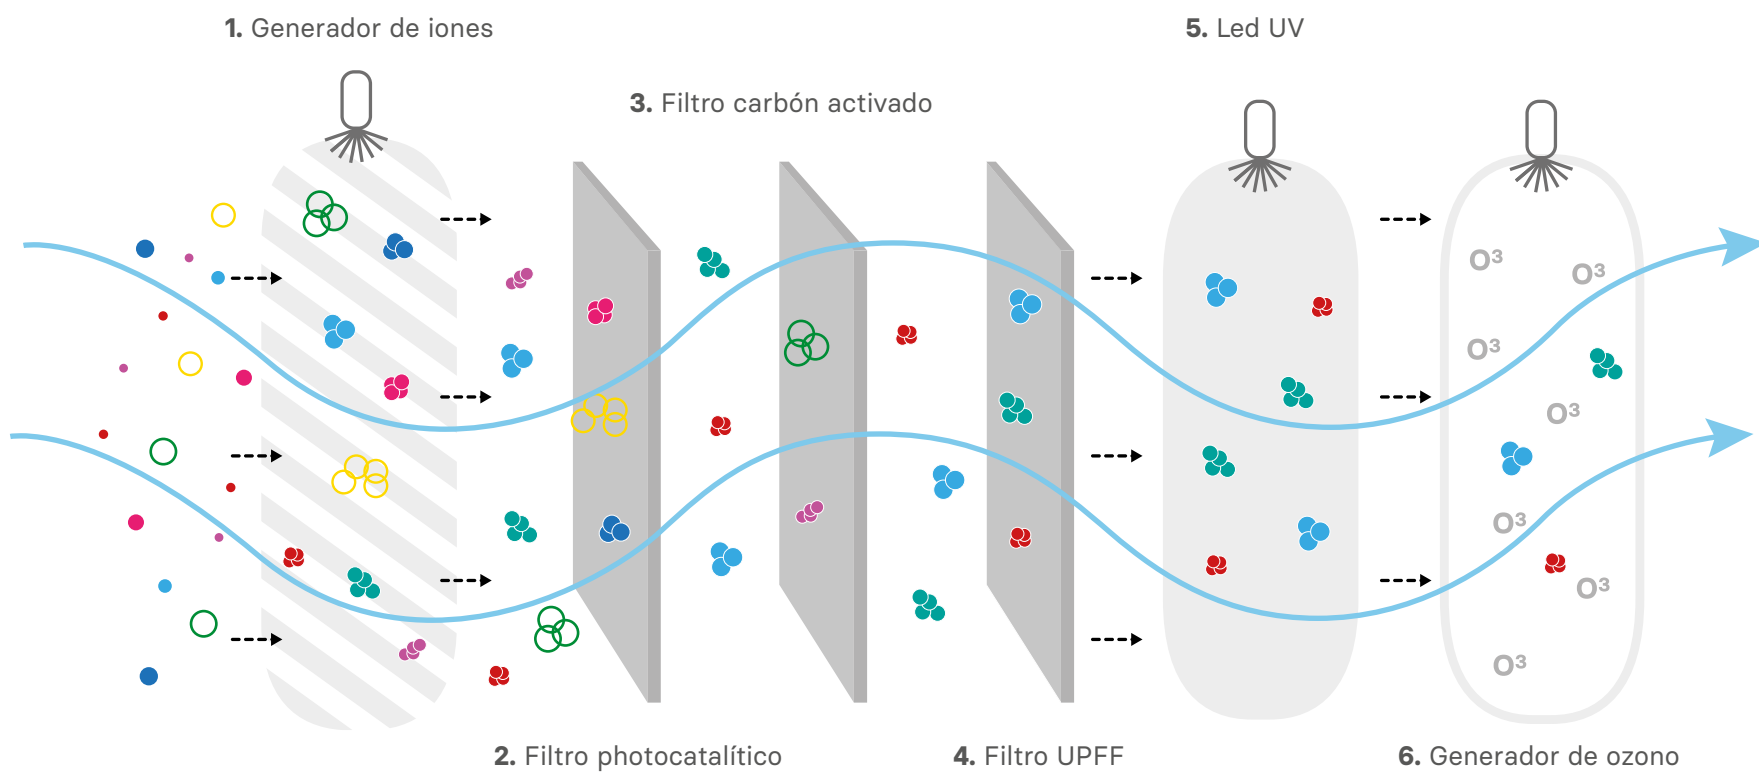 1. Generador de iones
5. Led UV
3. Filtro carbón activado
O³
O³
O³
O³
O³
O³
O³
2. Filtro photocatalítico
4. Filtro UPFF
6. Generador de ozono